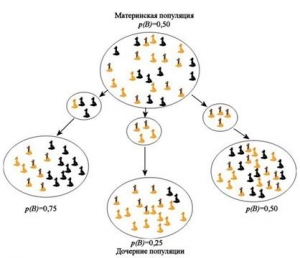 Материнская популяция
p(B)=0,50
p(B)=0,75
p(B)=0,25
p(B)=0,50
Дочерние популяции